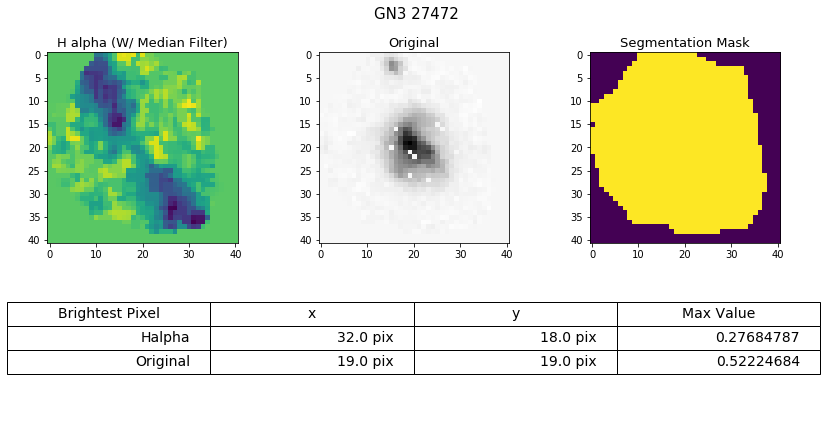 GN3 27472
H alpha (W/ Median Filter) Original Segmentation Mask
0 0 0
5 5 5
10 10 10
15 15 15
20 20 20
25 25 25
30 30 30
35 35 35
40 40 40
0 10 20 30 40 0 10 20 30 40 0 10 20 30 40
Brightest Pixel x y Max Value
Halpha 32.0 pix 18.0 pix 0.27684787
Original 19.0 pix 19.0 pix 0.52224684